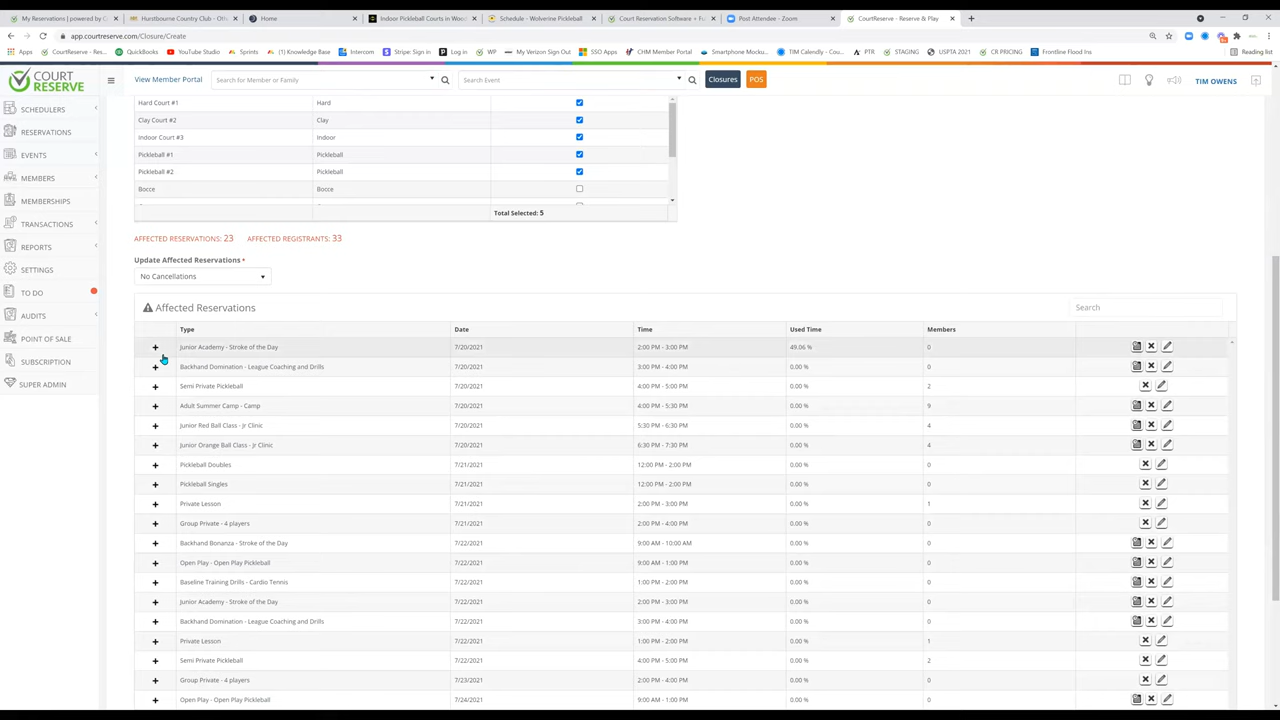 My Reservations | powered by C
Hurstbourne Country Club - Oth
Home
Indoor Pickleball Courts in Wood
Schedule - Wolverine Pickleball
Court Reservation Software + Fu
Post Attendee - Zoom
CourtReserve - Reserve & Play
app.courtreserve.com/Closure/Create
Apps
CourtReserve - Res...
QuickBooks
YouTube Studio
Sprints
(1) Knowledge Base
Intercom
Stripe: Sign in
Log in
WP
My Verizon Sign Out
SSO Apps
CHM Member Portal
Smartphone Mocku...
TIM Calendly - Cou...
PTR
STAGING
USPTA 2021
CR PRICING
Frontline Flood Ins
Reading list
COURT RESERVE
View Member Portal
Search for Member or Family
Search Event
Closures
POS
TIM OWENS
SCHEDULERS
RESERVATIONS
EVENTS
MEMBERS
MEMBERSHIPS
TRANSACTIONS
REPORTS
SETTINGS
TO DO
AUDITS
POINT OF SALE
SUBSCRIPTION
SUPER ADMIN
Hard Court #1 Hard
Clay Court #2 Clay
Indoor Court #3 Indoor
Pickleball #1 Pickleball
Pickleball #2 Pickleball
Bocce Bocce
Total Selected: 5
AFFECTED RESERVATIONS: 23 AFFECTED REGISTRANTS: 33
Update Affected Reservations *
No Cancellations
Affected Reservations
Search
Type Date Time Used Time Members
Junior Academy - Stroke of the Day 7/20/2021 2:00 PM - 3:00 PM 49.06 % 0
Backhand Domination - League Coaching and Drills 7/20/2021 3:00 PM - 4:00 PM 0.00 % 0
Semi Private Pickleball 7/20/2021 4:00 PM - 5:00 PM 0.00 % 2
Adult Summer Camp - Camp 7/20/2021 4:00 PM - 5:30 PM 0.00 % 9
Junior Red Ball Class - Jr Clinic 7/20/2021 5:30 PM - 6:30 PM 0.00 % 4
Junior Orange Ball Class - Jr Clinic 7/20/2021 6:30 PM - 7:30 PM 0.00 % 4
Pickleball Doubles 7/21/2021 12:00 PM - 2:00 PM 0.00 % 0
Pickleball Singles 7/21/2021 12:00 PM - 2:00 PM 0.00 % 0
Private Lesson 7/21/2021 2:00 PM - 3:00 PM 0.00 % 1
Group Private - 4 players 7/21/2021 2:00 PM - 4:00 PM 0.00 % 0
Backhand Bonanza - Stroke of the Day 7/22/2021 9:00 AM - 10:00 AM 0.00 % 0
Open Play - Open Play Pickleball 7/22/2021 9:00 AM - 1:00 PM 0.00 % 0
Baseline Training Drills - Cardio Tennis 7/22/2021 1:00 PM - 2:00 PM 0.00 % 0
Junior Academy - Stroke of the Day 7/22/2021 2:00 PM - 3:00 PM 0.00 % 0
Backhand Domination - League Coaching and Drills 7/22/2021 3:00 PM - 4:00 PM 0.00 % 0
Private Lesson 7/22/2021 1:00 PM - 2:00 PM 0.00 % 1
Semi Private Pickleball 7/22/2021 4:00 PM - 5:00 PM 0.00 % 2
Group Private - 4 players 7/23/2021 2:00 PM - 4:00 PM 0.00 % 0
Open Play - Open Play Pickleball 7/24/2021 9:00 AM - 1:00 PM 0.00 % 0